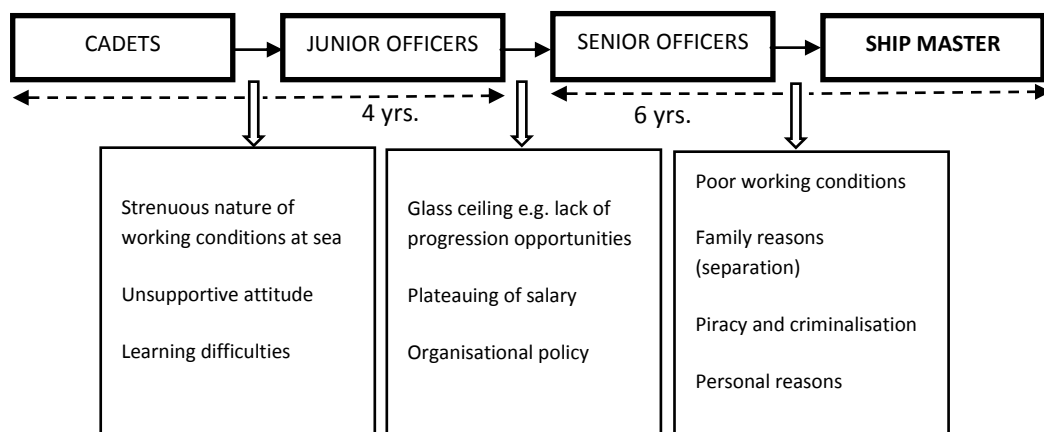 CADETS
JUNIOR OFFICERS
SENIOR OFFICERS
SHIP MASTER
4 yrs.
6 yrs.
Strenuous nature of
working conditions at sea
Unsupportive attitude
Learning difficulties
Glass ceiling e.g. lack of
progression opportunities
Plateauing of salary
Organisational policy
Poor working conditions
Family reasons
(separation)
Piracy and criminalisation
Personal reasons